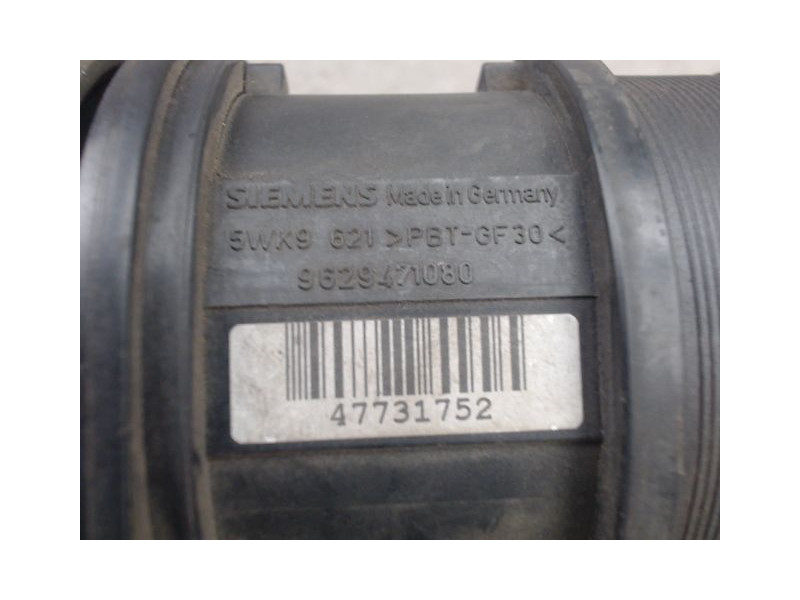 SIEMENS Made in Germany
5WK9 621 >PBT-GF30<
9629471080
47731752